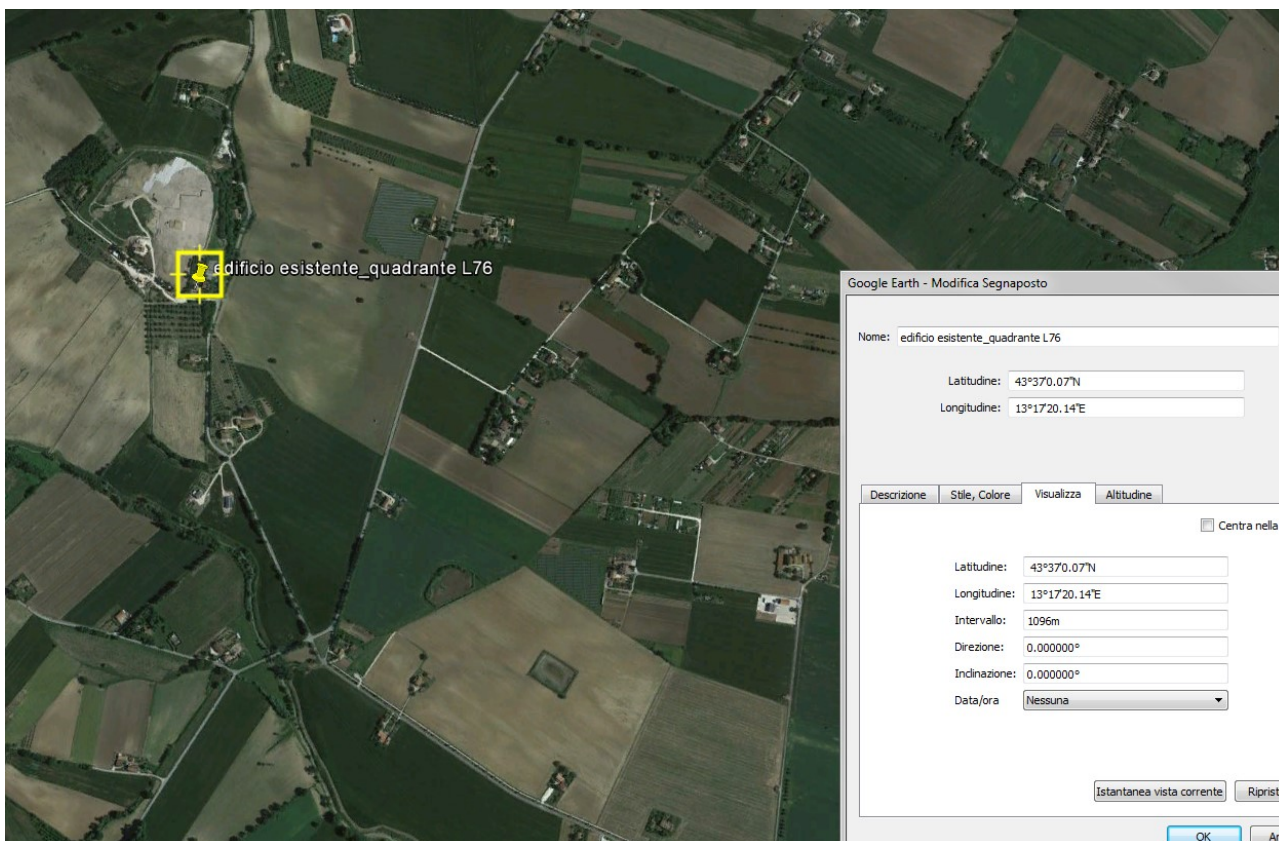 edificio esistente_quadrante L76
Google Earth - Modifica Segnaposto
Nome: edificio esistente_quadrante L76
Latitudine: 43°37'0.07"N
Longitudine: 13°17'20.14"E
Descrizione Stile, Colore Visualizza Altitudine
Centra nella
Latitudine: 43°37'0.07"N
Longitudine: 13°17'20.14"E
Intervallo: 1096m
Direzione: 0.000000°
Inclinazione: 0.000000°
Data/ora Nessuna
Istantanea vista corrente Riprist
OK An